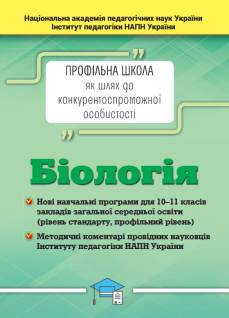 Національна академія педагогічних наук України
Інститут педагогіки НАПН України
ПРОФІЛЬНА ШКОЛА
як шлях до
конкурентоспроможної
особистості
Біологія
Нові навчальні програми для 10–11 класів
закладів загальної середньої освіти
(рівень стандарту, профільний рівень)
Методичні коментарі провідних науковців
Інституту педагогіки НАПН України